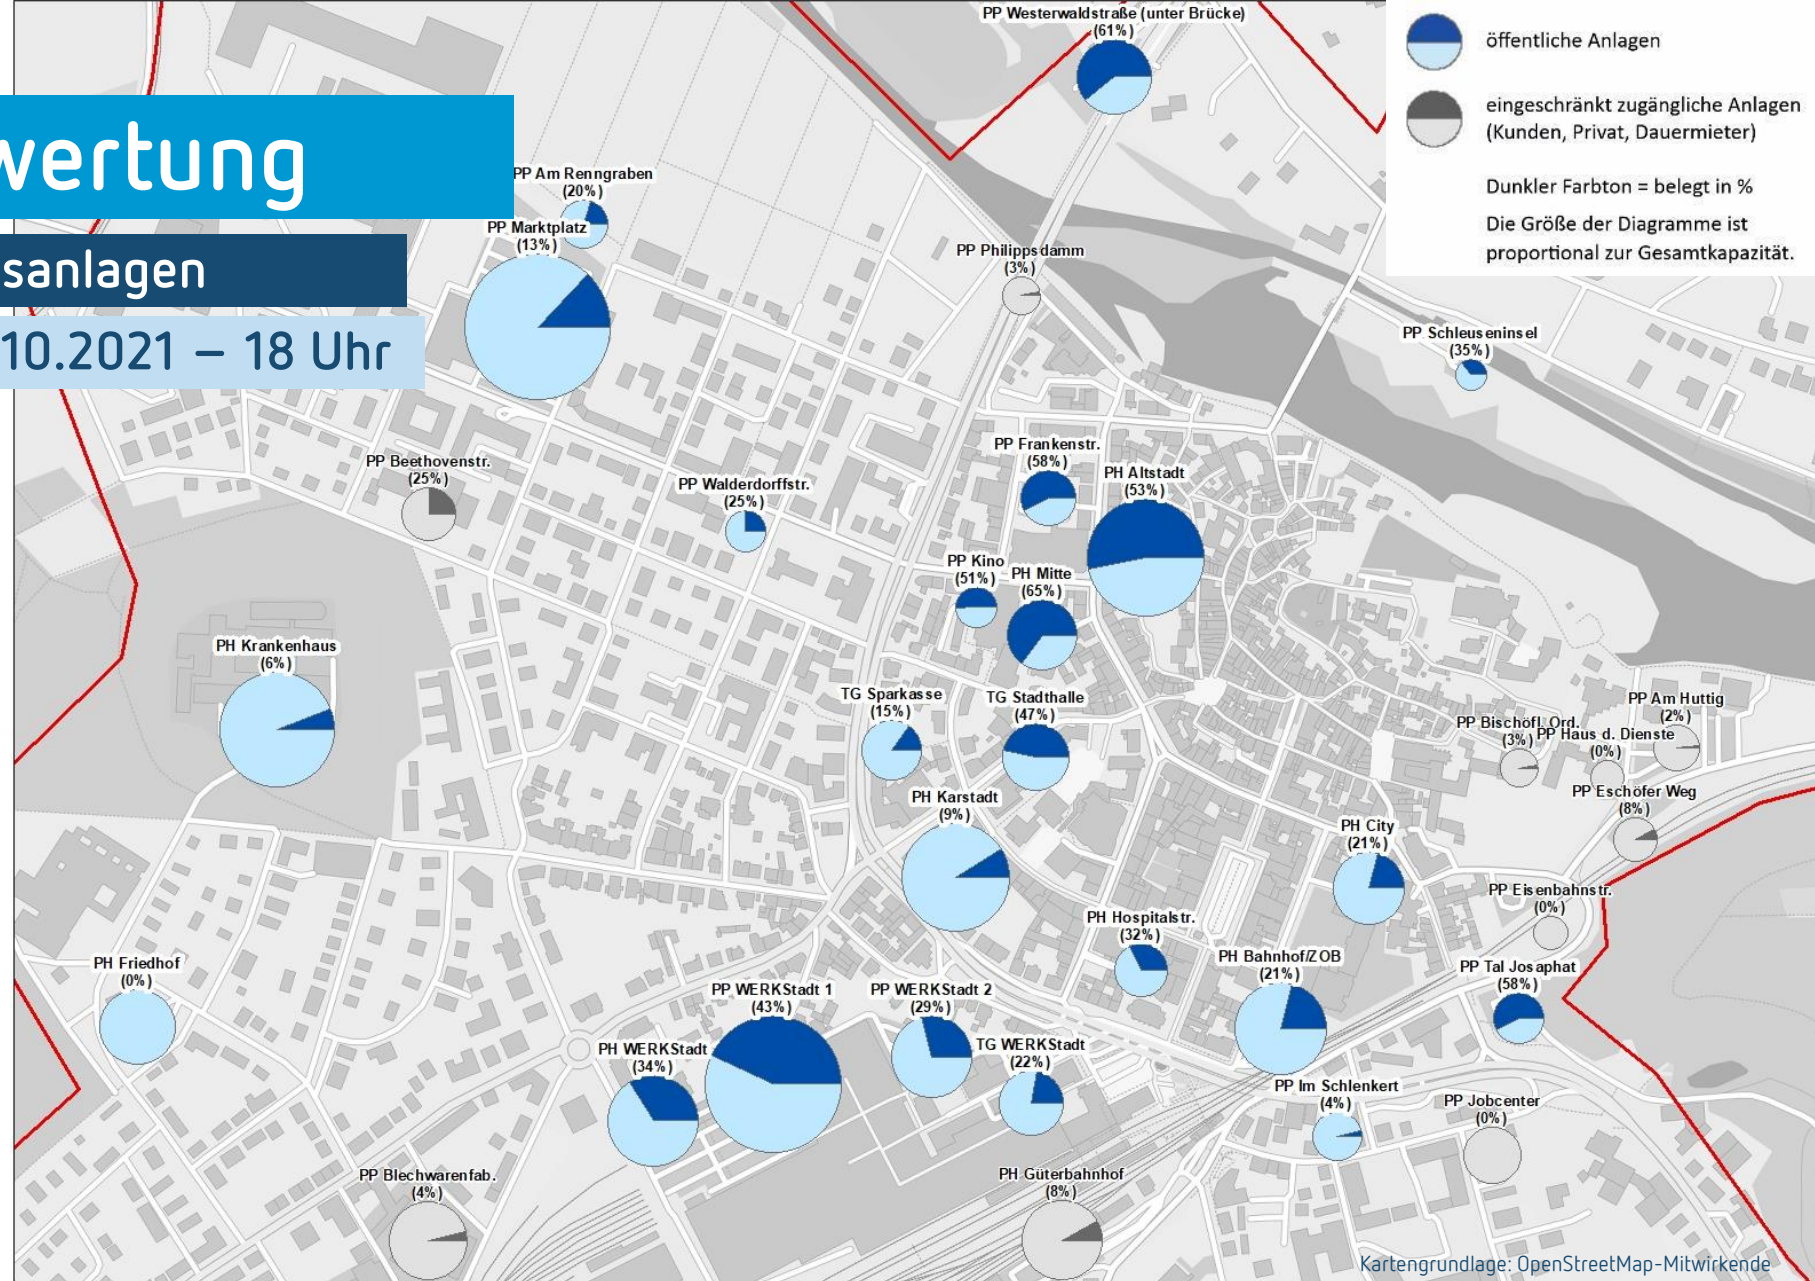 PP Westerwaldstraße (unter Brücke)
(61%)
öffentliche Anlagen
eingeschränkt zugängliche Anlagen
(Kunden, Privat, Dauermieter)
Dunkler Farbton = belegt in %
Die Größe der Diagramme ist
proportional zur Gesamtkapazität.
wertung
sanlagen
10.2021 – 18 Uhr
PP Am Renngraben
(20%)
PP Marktplatz
(13%)
PP Philippsdamm
(3%)
PP Schleuseninsel
(35%)
PP Beethovenstr.
(25%)
PP Walderdorffstr.
(25%)
PP Frankenstr.
(58%)
PH Altstadt
(53%)
PP Kino
(51%)
PH Mitte
(65%)
PH Krankenhaus
(6%)
TG Sparkasse
(15%)
TG Stadthalle
(47%)
PP Am Huttig
(2%)
PP Bischöfl. Ord.
(3%)
PP Haus d. Dienste
(0%)
PP Eschöfer Weg
(8%)
PH Karstadt
(9%)
PH City
(21%)
PP Eisenbahnstr.
(0%)
PH Hospitalstr.
(32%)
PH Bahnhof/ZOB
(21%)
PP Tal Josaphat
(58%)
PH Friedhof
(0%)
PP WERKStadt 1
(43%)
PP WERKStadt 2
(29%)
PH WERKStadt
(34%)
TG WERKStadt
(22%)
PP Im Schlenkert
(4%)
PP Jobcenter
(0%)
PP Blechwarenfab.
(4%)
PH Güterbahnhof
(8%)
Kartengrundlage: OpenStreetMap-Mitwirkende